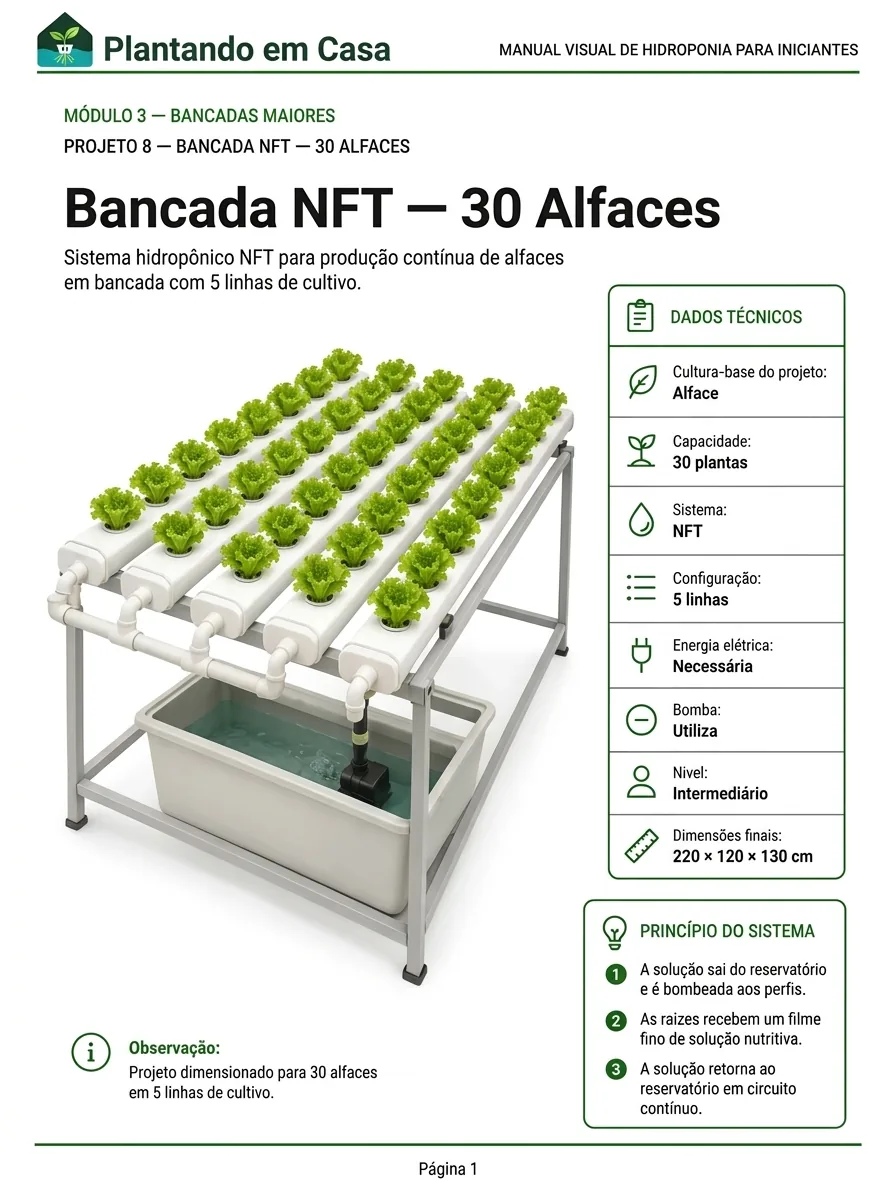 Plantando em Casa
MANUAL VISUAL DE HIDROPONIA PARA INICIANTES
MÓDULO 3 — BANCADAS MAIORES
PROJETO 8 — BANCADA NFT — 30 ALFACES
Bancada NFT — 30 Alfaces
Sistema hidropônico NFT para produção contínua de alfaces
em bancada com 5 linhas de cultivo.
DADOS TÉCNICOS
Cultura-base do projeto:
Alface
Capacidade:
30 plantas
Sistema:
NFT
Configuração:
5 linhas
Energia elétrica:
Necessária
Bomba:
Utiliza
Nivel:
Intermediário
Dimensões finais:
220 × 120 × 130 cm
PRINCÍPIO DO SISTEMA
1 A solução sai do reservatório
e é bombeada aos perfis.
2 As raizes recebem um filme
fino de solução nutritiva.
3 A solução retorna ao
reservatório em circuito
contínuo.
i
Observação:
Projeto dimensionado para 30 alfaces
em 5 linhas de cultivo.
Página 1